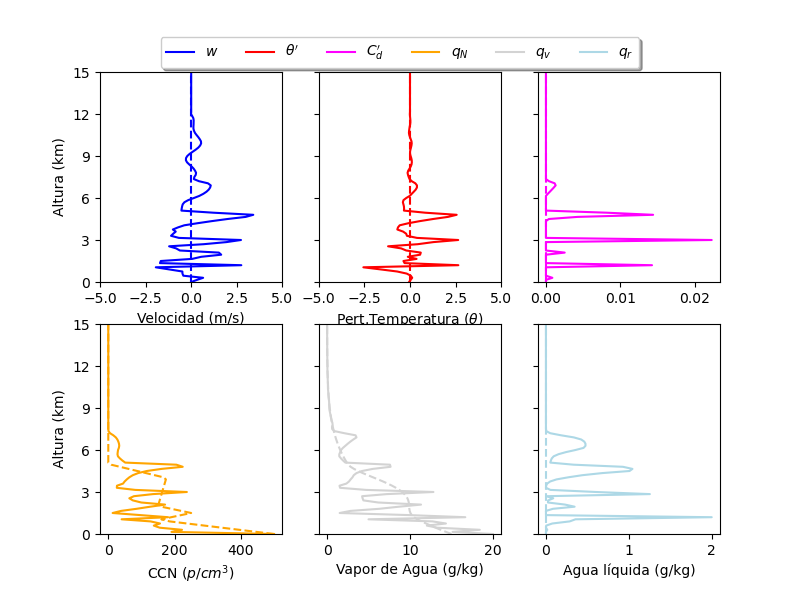 w θ′ C′d qN qv qr
15
12
9
6
3
0
Altura (km)
−5.0 −2.5 0.0 2.5 5.0
Velocidad (m/s)
−5.0 −2.5 0.0 2.5 5.0
Pert.Temperatura (θ)
0.00 0.01 0.02
15
12
9
6
3
0
Altura (km)
0 200 400
CCN (p/cm³)
0 10 20
Vapor de Agua (g/kg)
0 1 2
Agua líquida (g/kg)